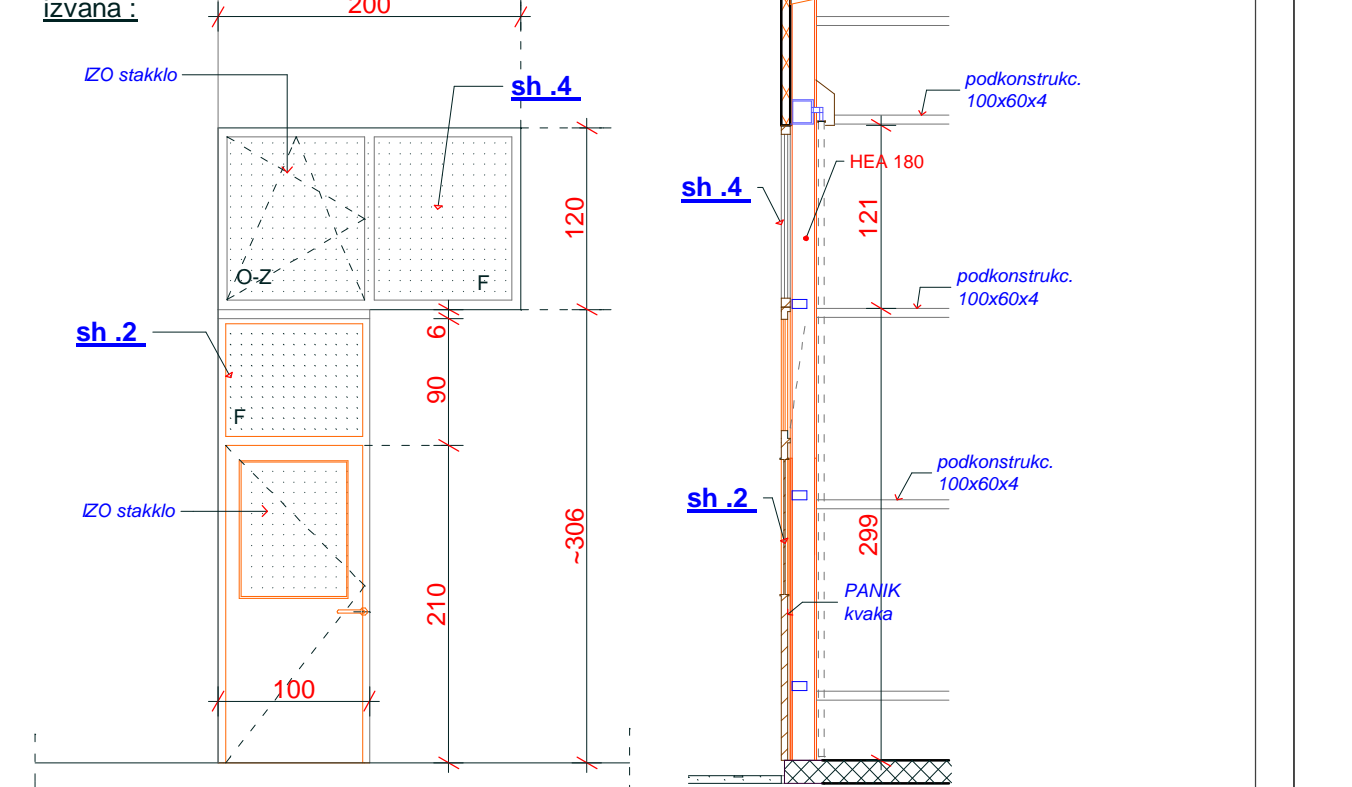 izvana :
200
IZO stakklo
sh .4
120
O-Z
F
sh .2
6
90
F
IZO stakklo
~306
210
100
podkonstrukc.
100x60x4
HEA 180
sh .4
121
podkonstrukc.
100x60x4
podkonstrukc.
100x60x4
sh .2
299
PANIK
kvaka